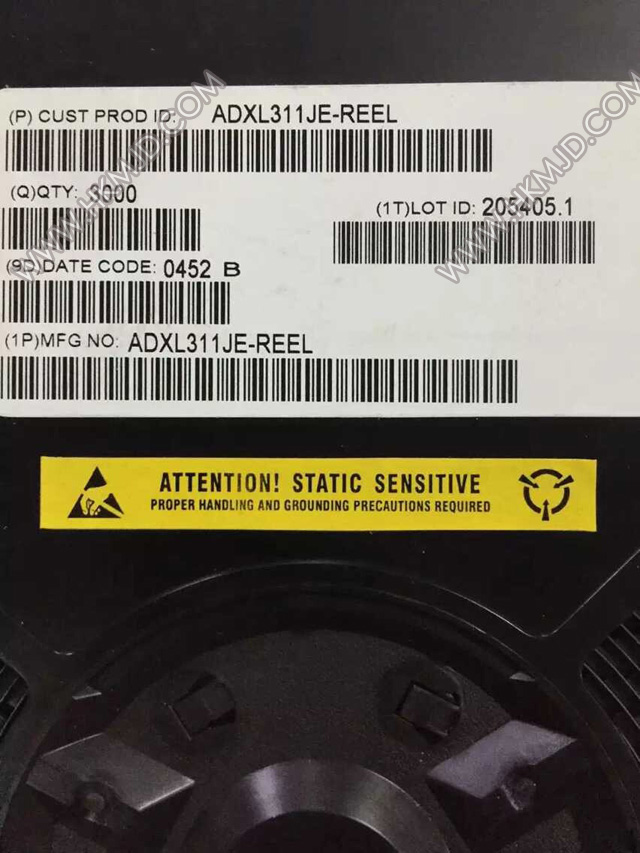 (P) CUST PROD ID: ADXL311JE-REEL
(Q)QTY: 3000
(1T)LOT ID: 205405.1
(9D)DATE CODE: 0452 B
(1P)MFG NO: ADXL311JE-REEL
ATTENTION! STATIC SENSITIVE
PROPER HANDLING AND GROUNDING PRECAUTIONS REQUIRED
WWW.HKMJD.COM
WWW.HKMJD.COM